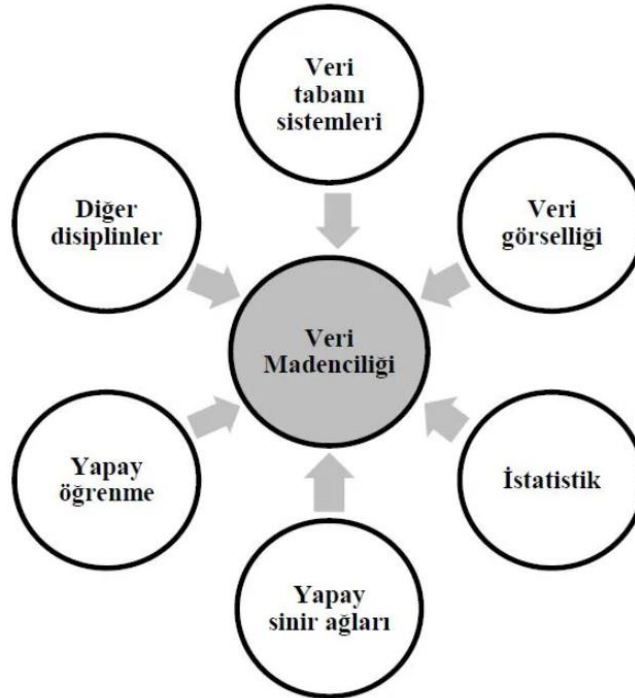 Veri
tabanı
sistemleri
Diğer
disiplinler
Veri
görselliği
Veri
Madenciliği
Yapay
öğrenme
İstatistik
Yapay
sinir ağları